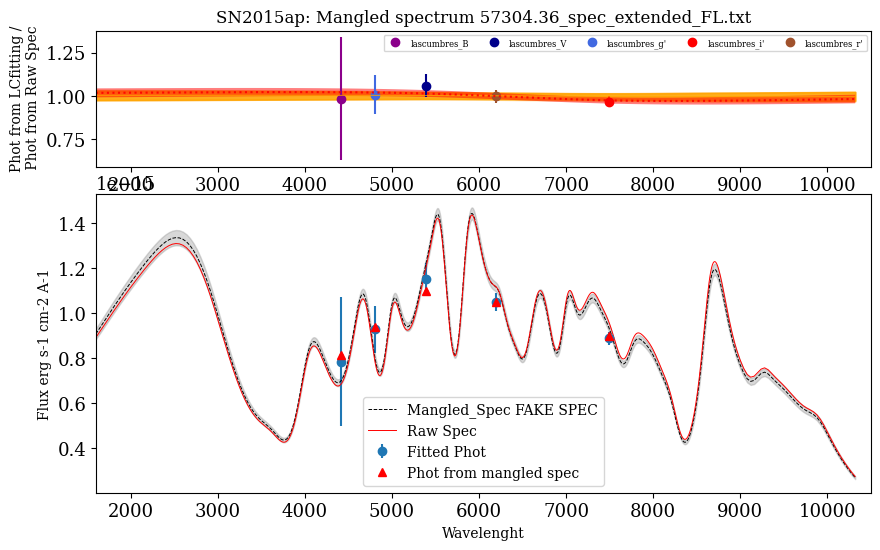 SN2015ap: Mangled spectrum 57304.36_spec_extended_FL.txt
Phot from LCfitting /
Phot from Raw Spec
1.25
1.00
0.75
lascumbres_B
lascumbres_V
lascumbres_g'
lascumbres_i'
lascumbres_r'
2000 3000 4000 5000 6000 7000 8000 9000 10000
1e−15
Flux erg s-1 cm-2 A-1
1.4
1.2
1.0
0.8
0.6
0.4
Mangled_Spec FAKE SPEC
Raw Spec
Fitted Phot
Phot from mangled spec
2000 3000 4000 5000 6000 7000 8000 9000 10000
Wavelenght